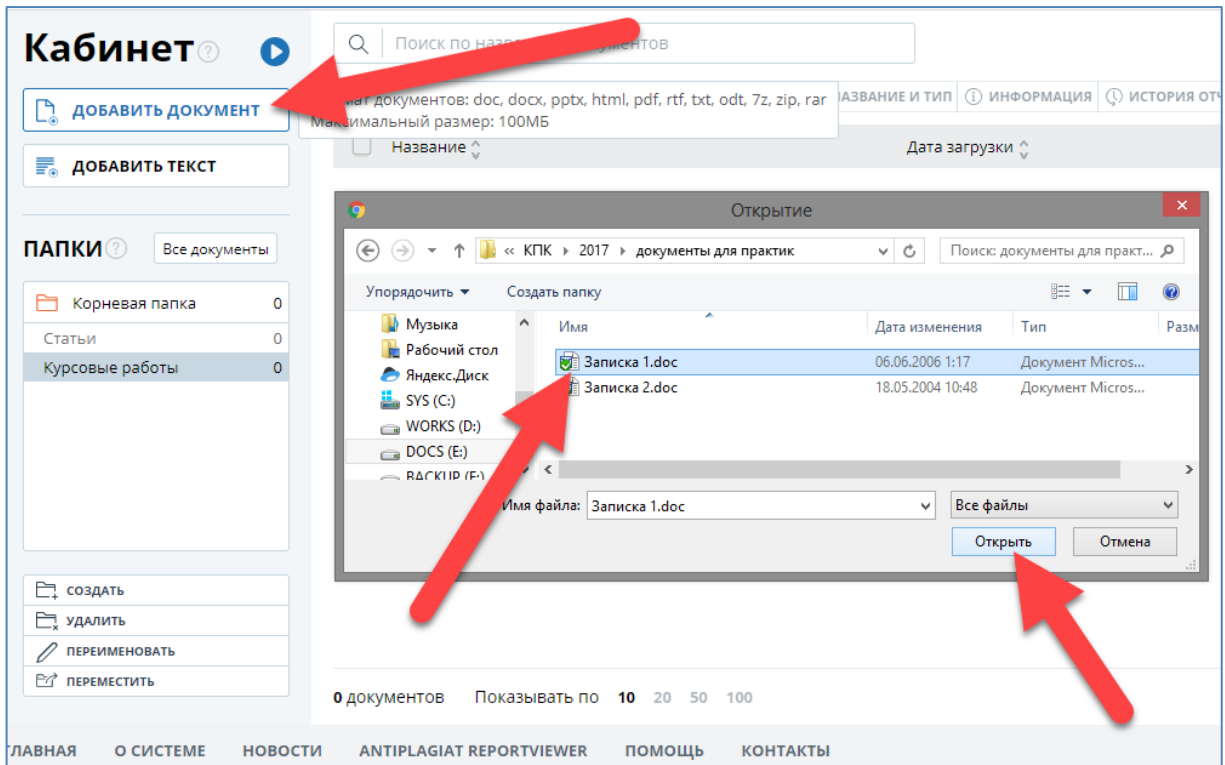 Кабинет
Поиск по
ДОБАВИТЬ ДОКУМЕНТ
документов: doc, docx, pptx, html, pdf, rtf, txt, odt, 7z, zip, rar
Максимальный размер: 100МБ
НАЗВАНИЕ И ТИП
ИНФОРМАЦИЯ
ИСТОРИЯ ОТЧ
Название
Дата загрузки
ДОБАВИТЬ ТЕКСТ
ПАПКИ
Все документы
Корневая папка 0
Статьи 0
Курсовые работы 0
Открытие
« КПК 2017 документы для практик
Поиск: документы для практ...
Упорядочить
Создать папку
Музыка
Рабочий стол
Яндекс.Диск
SYS (C:)
WORKS (D:)
DOCS (E:)
BACKUP (F:)
Имя Дата изменения Тип Разм
Записка 1.doc 06.06.2006 1:17 Документ Micros...
Записка 2.doc 18.05.2004 10:48 Документ Micros...
Имя файла: Записка 1.doc
Все файлы
Открыть
Отмена
СОЗДАТЬ
УДАЛИТЬ
ПЕРЕИМЕНОВАТЬ
ПЕРЕМЕСТИТЬ
0 документов Показывать по 10 20 50 100
ГЛАВНАЯ О СИСТЕМЕ НОВОСТИ ANTIPLAGIAT REPORTVIEWER ПОМОЩЬ КОНТАКТЫ